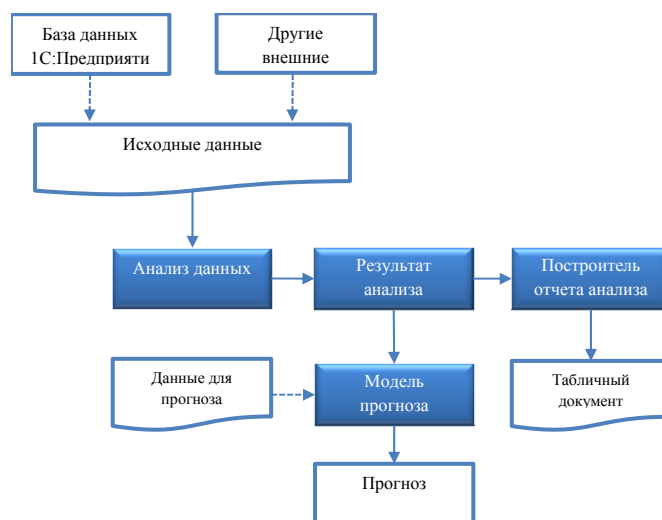 База данных
1С:Предприяти
Другие
внешние
Исходные данные
Анализ данных
Результат
анализа
Построитель
отчета анализа
Данные для
прогноза
Модель
прогноза
Табличный
документ
Прогноз